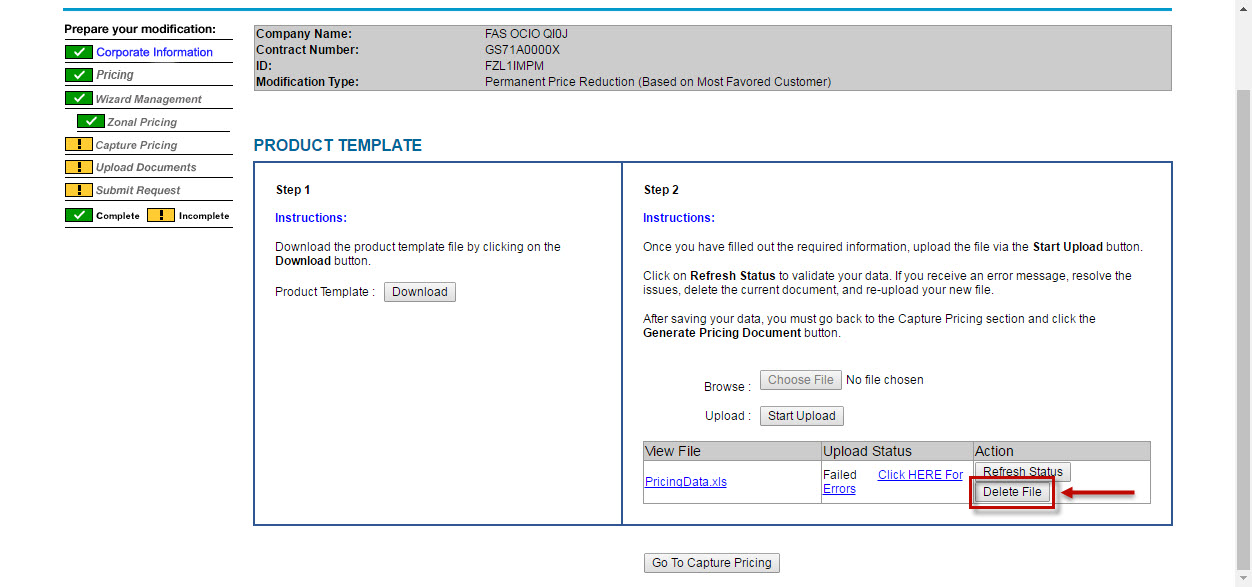 Prepare your modification:
Corporate Information
Pricing
Wizard Management
Zonal Pricing
! Capture Pricing
! Upload Documents
! Submit Request
Complete ! Incomplete
Company Name: FAS OCIO QI0J
Contract Number: GS71A0000X
ID: FZL1IMPM
Modification Type: Permanent Price Reduction (Based on Most Favored Customer)
PRODUCT TEMPLATE
Step 1
Instructions:
Download the product template file by clicking on the
Download button.
Product Template : Download
Step 2
Instructions:
Once you have filled out the required information, upload the file via the Start Upload button.
Click on Refresh Status to validate your data. If you receive an error message, resolve the
issues, delete the current document, and re-upload your new file.
After saving your data, you must go back to the Capture Pricing section and click the
Generate Pricing Document button.
Browse : Choose File No file chosen
Upload : Start Upload
View File Upload Status Action
PricingData.xls Failed Click HERE For Refresh Status
Errors Delete File
Go To Capture Pricing